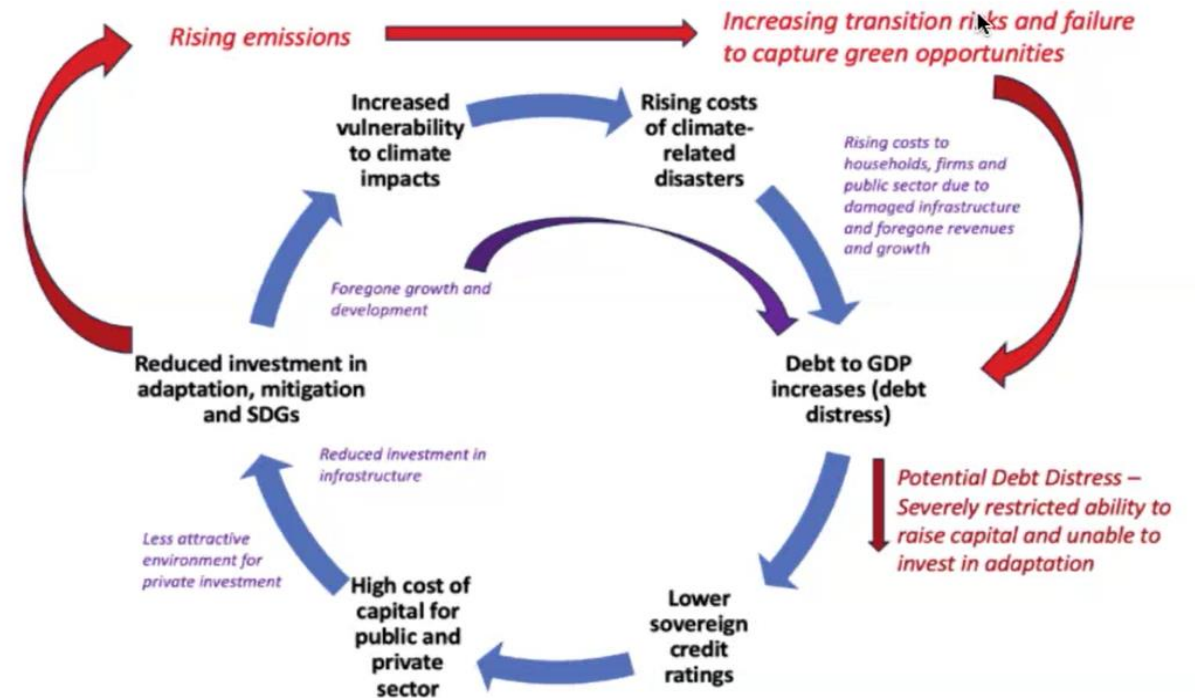 Rising emissions
Increasing transition risks and failure
to capture green opportunities
Increased
vulnerability
to climate
impacts
Rising costs
of climate-
related
disasters
Rising costs to
households, firms and
public sector due to
damaged infrastructure
and foregone revenues
and growth
Foregone growth and
development
Reduced investment in
adaptation, mitigation
and SDGs
Debt to GDP
increases (debt
distress)
Reduced investment in
infrastructure
Potential Debt Distress –
Severely restricted ability to
raise capital and unable to
invest in adaptation
Less attractive
environment for
private investment
High cost of
capital for
public and
private
sector
Lower
sovereign
credit
ratings